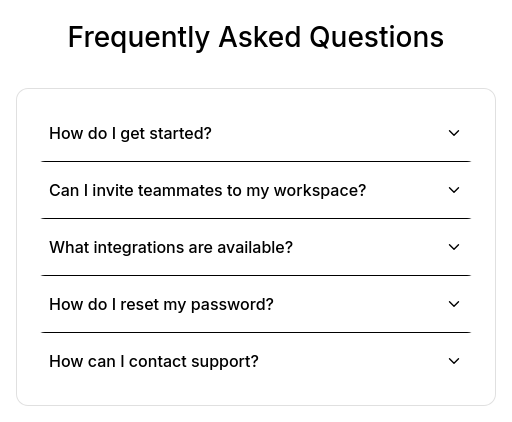 Frequently Asked Questions
How do I get started?
Can I invite teammates to my workspace?
What integrations are available?
How do I reset my password?
How can I contact support?